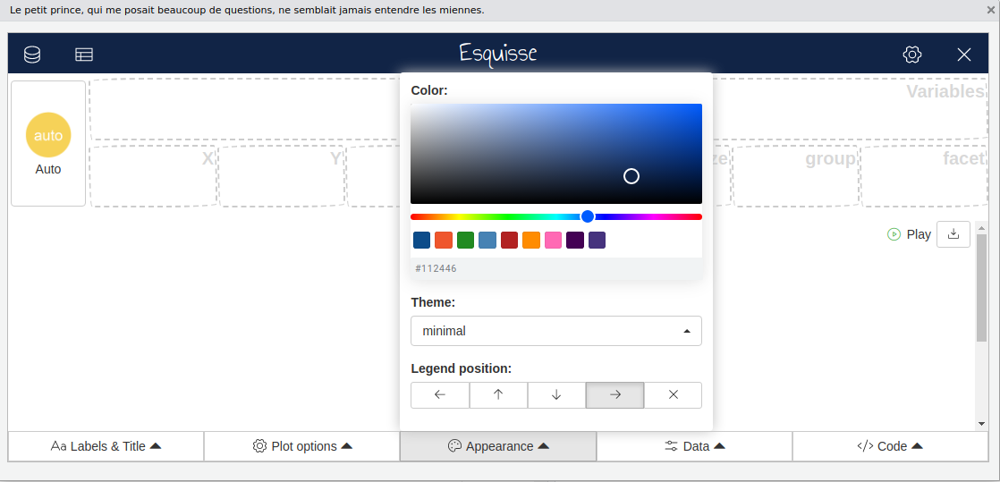 Le petit prince, qui me posait beaucoup de questions, ne semblait jamais entendre les miennes.
Esquisse
Variables
auto
Auto
X
Y
ze
group
facet
Play
Color:
#112446
Theme:
minimal
Legend position:
Aa Labels & Title
Plot options
Appearance
Data
</> Code